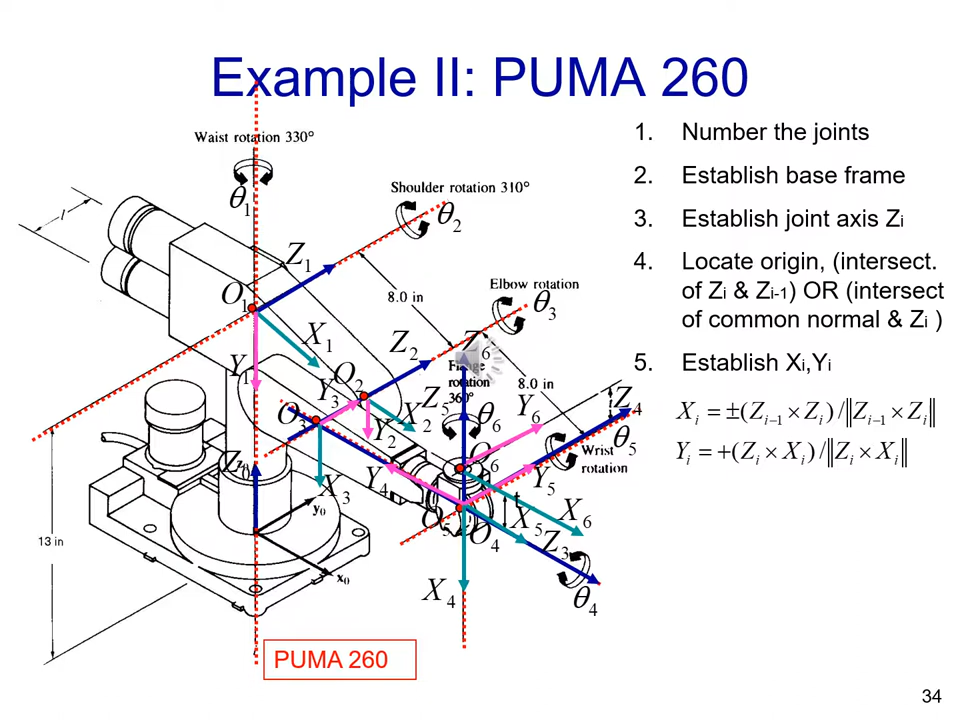 Example II: PUMA 260
Waist rotation 330°
θ1
Shoulder rotation 310°
θ2
l
Z1
8.0 in
Elbow rotation
θ3
O1
X1
Z2
Z6
Flange
rotation
360°
8.0 in
Y1
O2
Y3
X2
Z5
θ6
Y6
Z4
O3
Y2
θ5
Wrist
rotation
O6
Z0
Y4
Y5
X3
y0
t
X6
O5
O4
X5
13 in
x0
Z3
X4
θ4
PUMA 260
1. Number the joints
2. Establish base frame
3. Establish joint axis Zi
4. Locate origin, (intersect.
of Zi & Zi-1) OR (intersect
of common normal & Zi )
5. Establish Xi,Yi
Xi = ±(Zi−1 × Zi) / ‖Zi−1 × Zi‖
Yi = +(Zi × Xi) / ‖Zi × Xi‖
34